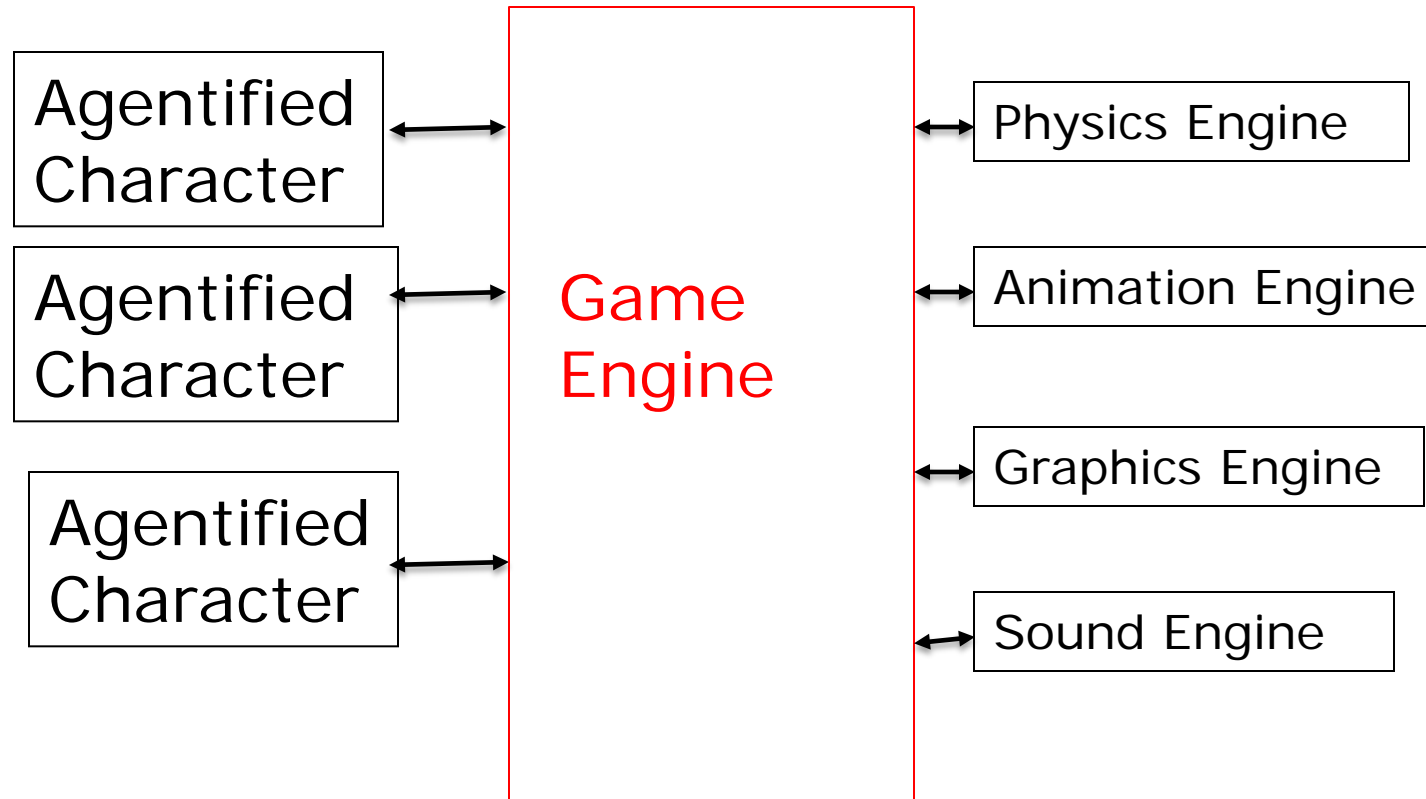 Agentified
Character
Agentified
Character
Agentified
Character
Game
Engine
Physics Engine
Animation Engine
Graphics Engine
Sound Engine